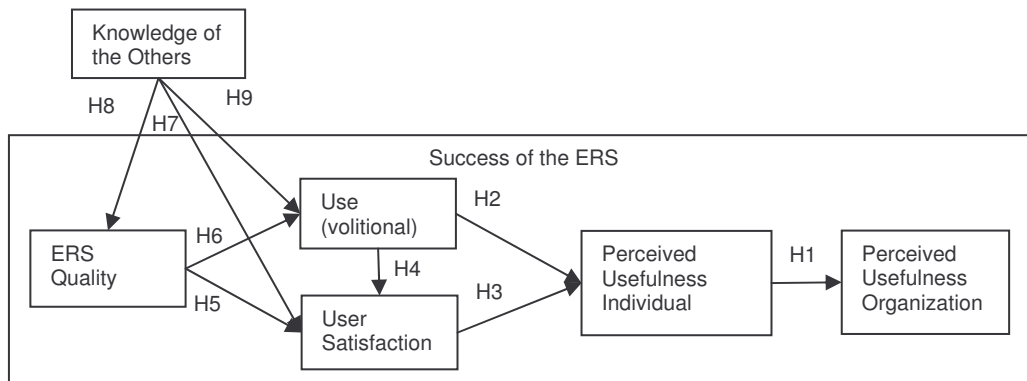 Knowledge of
the Others
H8
H7
H9
Success of the ERS
Use
(volitional)
H2
H6
ERS
Quality
H4
H5
User
Satisfaction
H3
Perceived
Usefulness
Individual
H1
Perceived
Usefulness
Organization